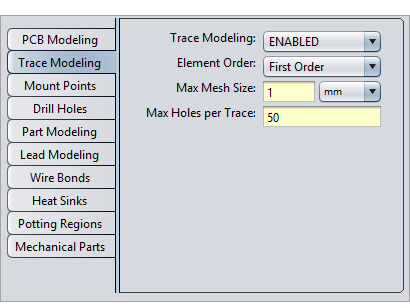 PCB Modeling
Trace Modeling
Mount Points
Drill Holes
Part Modeling
Lead Modeling
Wire Bonds
Heat Sinks
Potting Regions
Mechanical Parts
Trace Modeling: ENABLED
Element Order: First Order
Max Mesh Size: 1 mm
Max Holes per Trace: 50